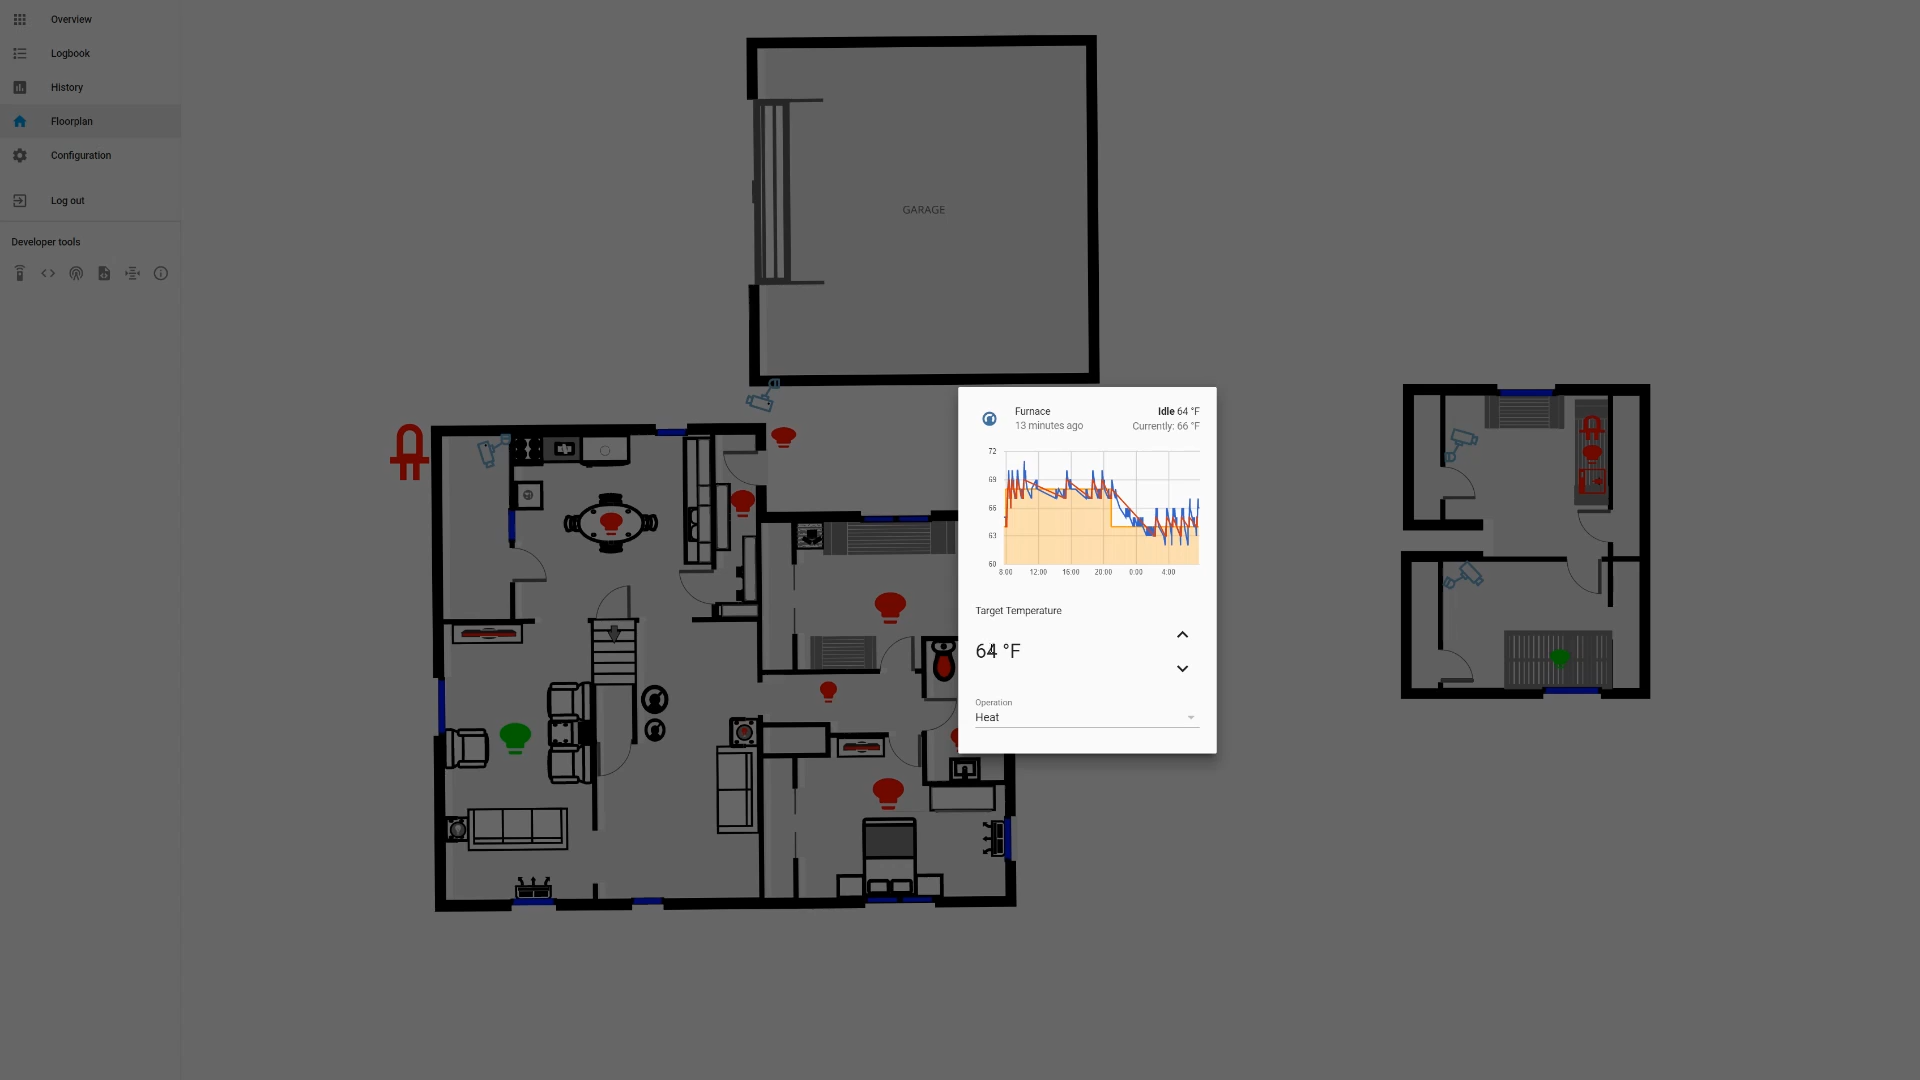 Overview
Logbook
History
Floorplan
Configuration
Log out
Developer tools
GARAGE
Furnace
Idle 64 °F
13 minutes ago
Currently: 66 °F
72
69
66
63
60
8:00 12:00 16:00 20:00 0:00 4:00
Target Temperature
64 °F
Operation
Heat